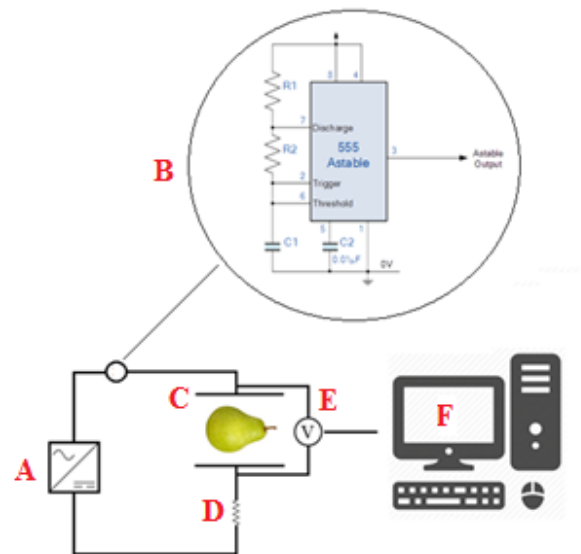 8
4
R1
7
Discharge
R2
555
Astable
3
Astable
Output
B
2
Trigger
6
Threshold
5
1
C1
C2
0.01uF
0V
C
E
V
F
A
D